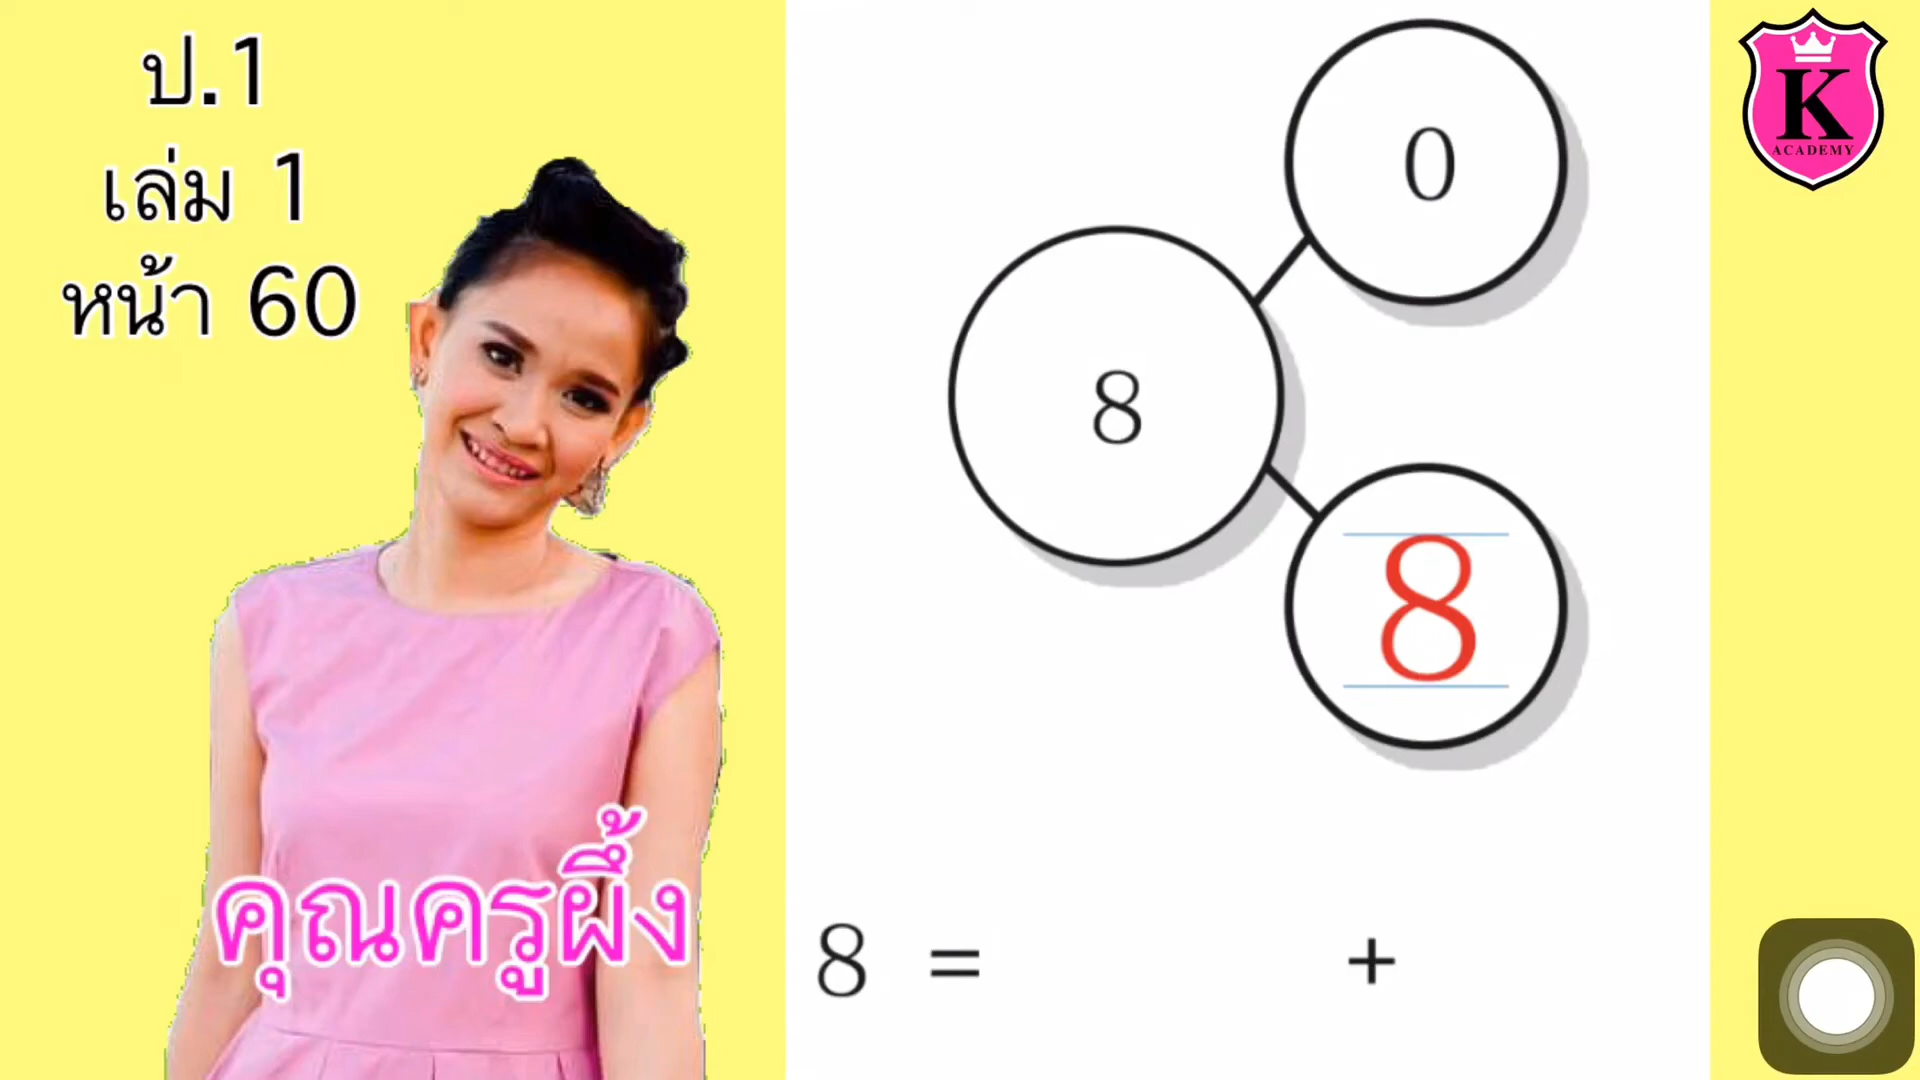 ป.1
เล่ม 1
หน้า 60
คุณครูผึ้ง
0
8
8
8 = +
K
ACADEMY